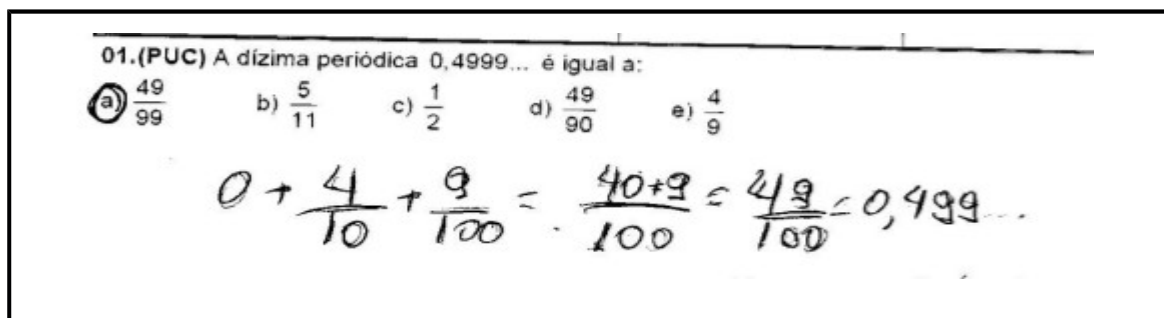 01.(PUC) A dízima periódica 0,4999... é igual a:
a) 49/99 b) 5/11 c) 1/2 d) 49/90 e) 4/9
0 + 4/10 + 9/100 = 40+9/100 = 49/100 = 0,499...